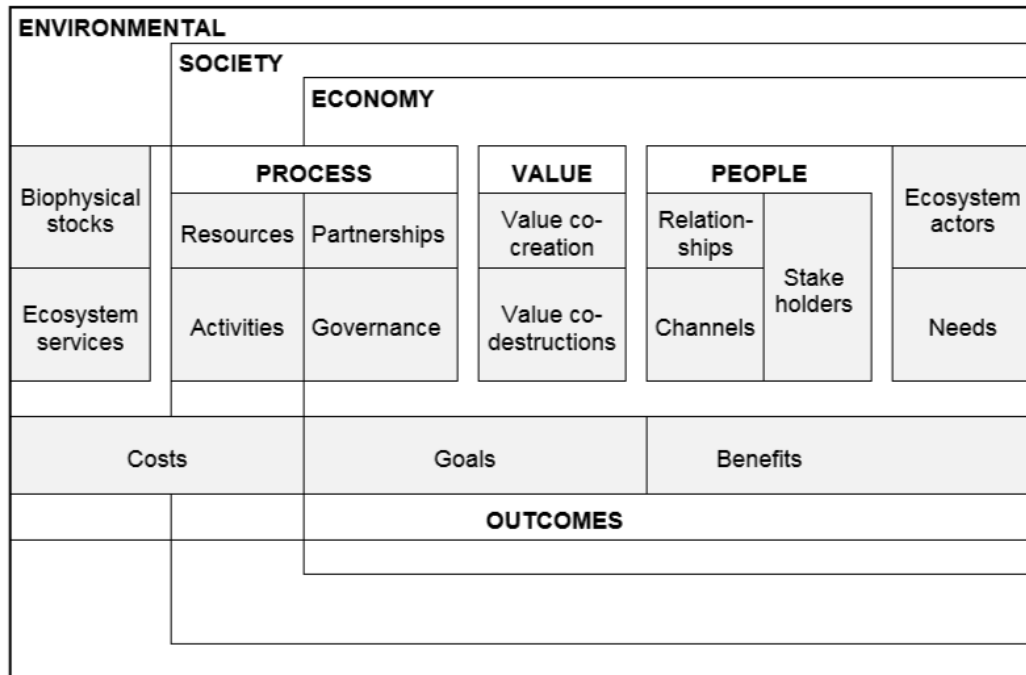 ENVIRONMENTAL
SOCIETY
ECONOMY
Biophysical
stocks
Ecosystem
services
PROCESS
Resources
Partnerships
Activities
Governance
VALUE
Value co-
creation
Value co-
destructions
PEOPLE
Relation-
ships
Channels
Stake
holders
Ecosystem
actors
Needs
Costs
Goals
Benefits
OUTCOMES